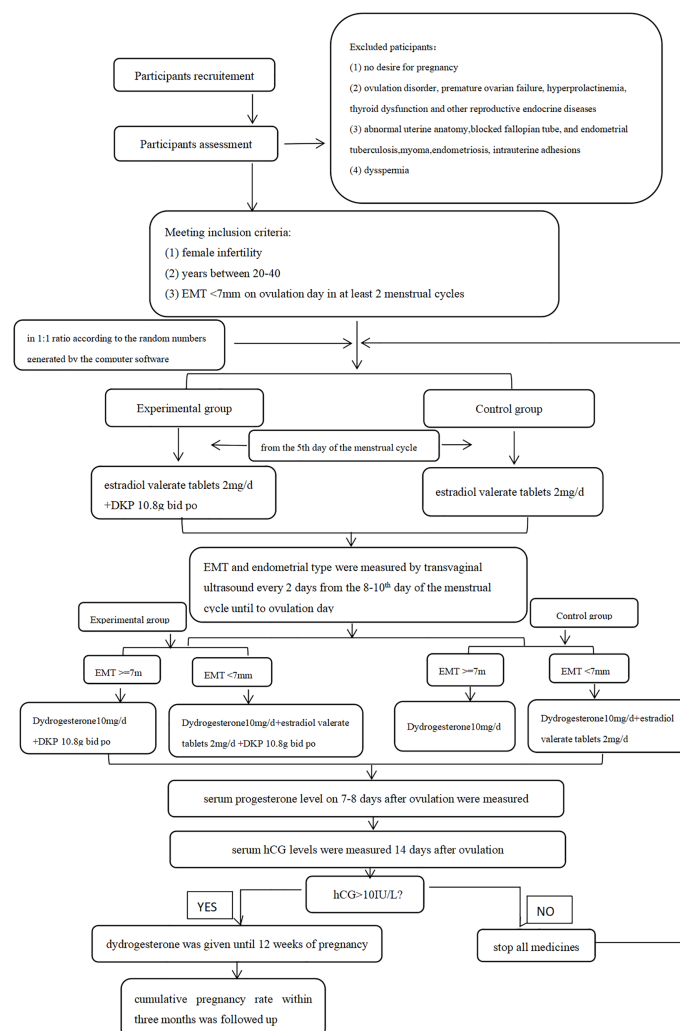 Participants recruitement
Participants assessment
Excluded paticipants:
(1) no desire for pregnancy
(2) ovulation disorder, premature ovarian failure, hyperprolactinemia,
thyroid dysfunction and other reproductive endocrine diseases
(3) abnormal uterine anatomy,blocked fallopian tube, and endometrial
tuberculosis,myoma,endometriosis, intrauterine adhesions
(4) dysspermia
Meeting inclusion criteria:
(1) female infertility
(2) years between 20-40
(3) EMT <7mm on ovulation day in at least 2 menstrual cycles
in 1:1 ratio according to the random numbers
generated by the computer software
Experimental group
Control group
from the 5th day of the menstrual cycle
estradiol valerate tablets 2mg/d
+DKP 10.8g bid po
estradiol valerate tablets 2mg/d
EMT and endometrial type were measured by transvaginal
ultrasound every 2 days from the 8-10th day of the menstrual
cycle until to ovulation day
Experimental group
Control group
EMT >=7m
EMT <7mm
EMT >=7m
EMT <7mm
Dydrogesterone10mg/d
+DKP 10.8g bid po
Dydrogesterone10mg/d+estradiol valerate
tablets 2mg/d +DKP 10.8g bid po
Dydrogesterone10mg/d
Dydrogesterone10mg/d+estradiol
valerate tablets 2mg/d
serum progesterone level on 7-8 days after ovulation were measured
serum hCG levels were measured 14 days after ovulation
hCG>10IU/L?
YES
NO
dydrogesterone was given until 12 weeks of pregnancy
stop all medicines
cumulative pregnancy rate within
three months was followed up